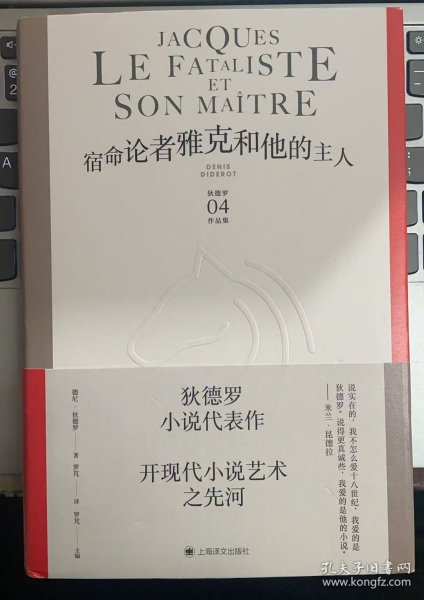 JACQUES
LE FATALISTE
ET
SON MAÎTRE
宿命论者雅克和他的主人
DENIS
DIDEROT
狄德罗
04
作品集
狄德罗
小说代表作
开现代小说艺术
之先河
说实在的，我不怎么爱十八世纪，我爱的是
狄德罗。说得更真诚些，我爱的是他的小说。
——米兰·昆德拉
德尼·狄德罗——著
罗芃——译
罗芃——主编
上海译文出版社
孔夫子旧书网
www.kongfz.com
A